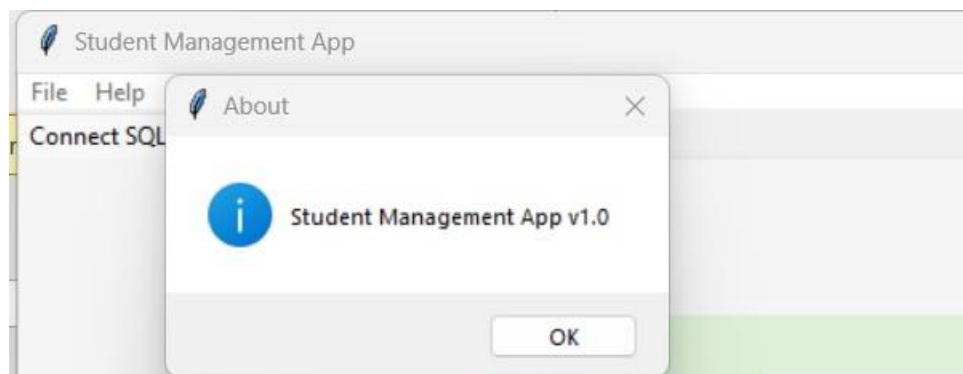 Student Management App
File Help
About
Connect SQL
Student Management App v1.0
OK